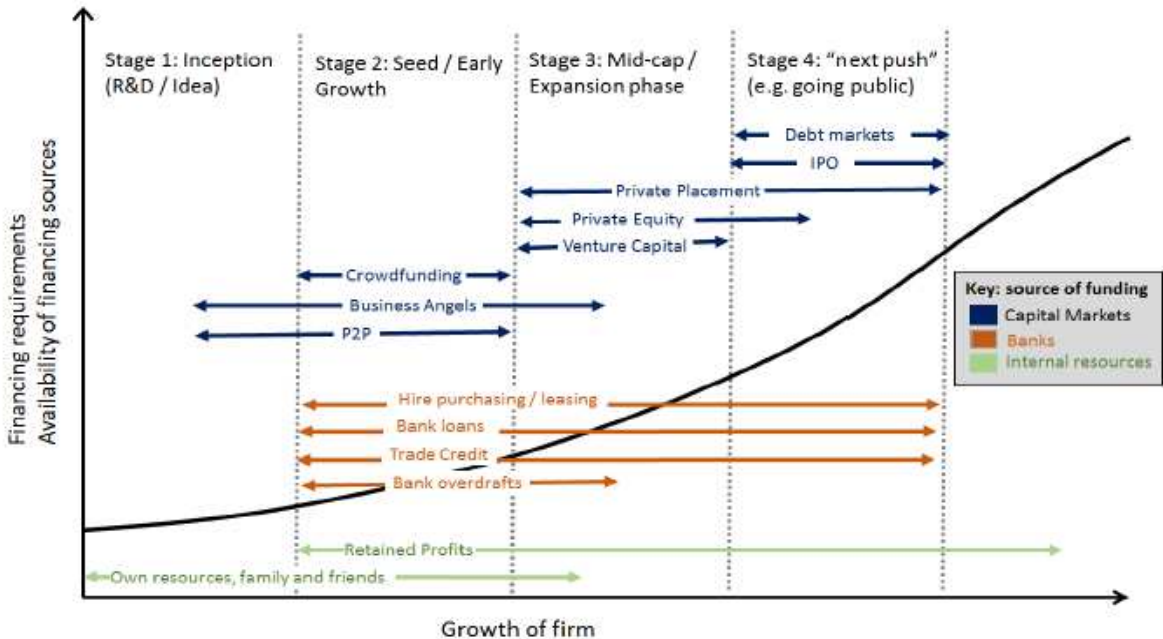 Stage 1: Inception
(R&D / Idea)
Stage 2: Seed / Early
Growth
Stage 3: Mid-cap /
Expansion phase
Stage 4: “next push”
(e.g. going public)
Debt markets
IPO
Private Placement
Private Equity
Venture Capital
Crowdfunding
Business Angels
P2P
Hire purchasing / leasing
Bank loans
Trade Credit
Bank overdrafts
Retained Profits
Own resources, family and friends
Key: source of funding
Capital Markets
Banks
Internal resources
Financing requirements
Availability of financing sources
Growth of firm